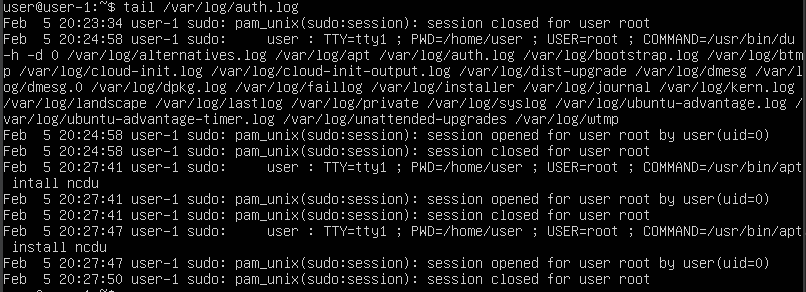 user@user-1:~$ tail /var/log/auth.log
Feb  5 20:23:34 user-1 sudo: pam_unix(sudo:session): session closed for user root
Feb  5 20:24:58 user-1 sudo:     user : TTY=tty1 ; PWD=/home/user ; USER=root ; COMMAND=/usr/bin/du
-h -d 0 /var/log/alternatives.log /var/log/apt /var/log/auth.log /var/log/bootstrap.log /var/log/btm
p /var/log/cloud-init.log /var/log/cloud-init-output.log /var/log/dist-upgrade /var/log/dmesg /var/l
og/dmesg.0 /var/log/dpkg.log /var/log/faillog /var/log/installer /var/log/journal /var/log/kern.log
/var/log/landscape /var/log/lastlog /var/log/private /var/log/syslog /var/log/ubuntu-advantage.log /
var/log/ubuntu-advantage-timer.log /var/log/unattended-upgrades /var/log/wtmp
Feb  5 20:24:58 user-1 sudo: pam_unix(sudo:session): session opened for user root by user(uid=0)
Feb  5 20:24:58 user-1 sudo: pam_unix(sudo:session): session closed for user root
Feb  5 20:27:41 user-1 sudo:     user : TTY=tty1 ; PWD=/home/user ; USER=root ; COMMAND=/usr/bin/apt
intall ncdu
Feb  5 20:27:41 user-1 sudo: pam_unix(sudo:session): session opened for user root by user(uid=0)
Feb  5 20:27:41 user-1 sudo: pam_unix(sudo:session): session closed for user root
Feb  5 20:27:47 user-1 sudo:     user : TTY=tty1 ; PWD=/home/user ; USER=root ; COMMAND=/usr/bin/apt
install ncdu
Feb  5 20:27:47 user-1 sudo: pam_unix(sudo:session): session opened for user root by user(uid=0)
Feb  5 20:27:50 user-1 sudo: pam_unix(sudo:session): session closed for user root